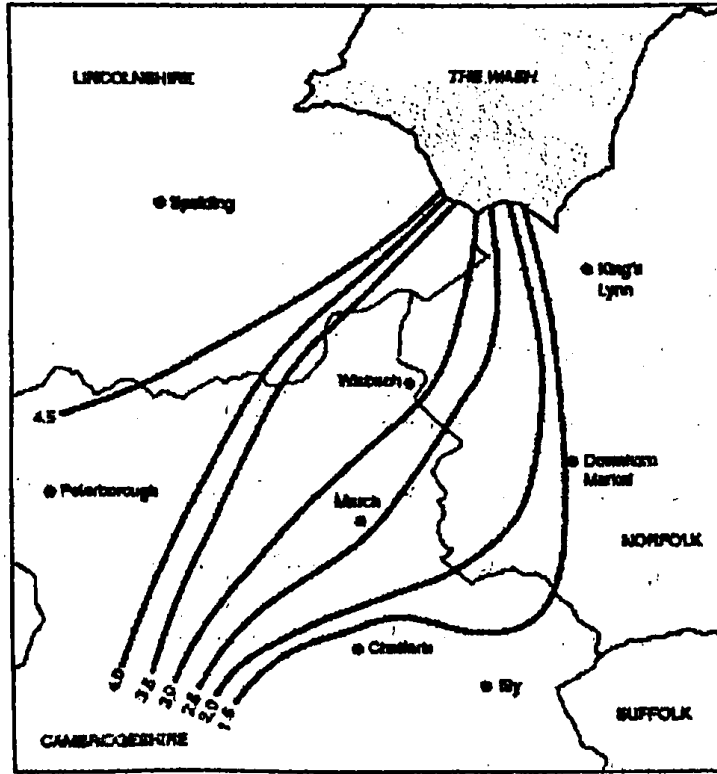 LINCOLNSHIRE
THE WASH
Spalding
King's
Lynn
Wisbech
4.5
Peterborough
Downham
Market
March
NORFOLK
Chatteris
4.0
3.5
3.0
2.5
2.0
1.5
Ely
SUFFOLK
CAMBRIDGESHIRE